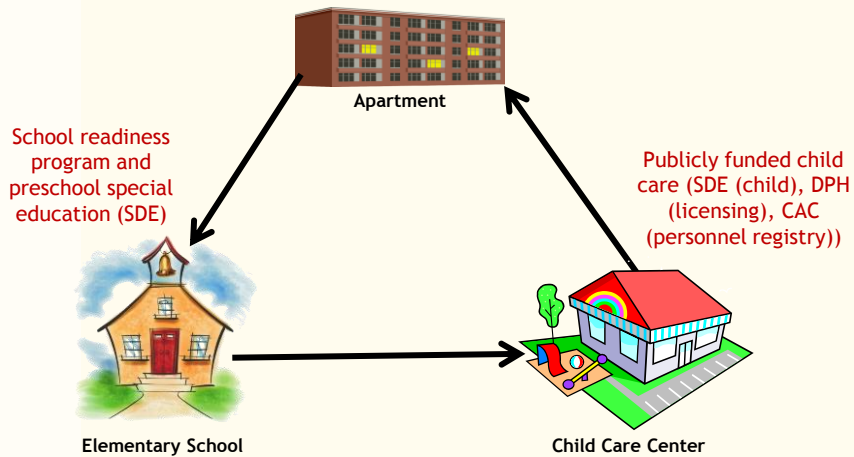 Apartment
School readiness
program and
preschool special
education (SDE)
Publicly funded child
care (SDE (child), DPH
(licensing), CAC
(personnel registry))
Elementary School
Child Care Center